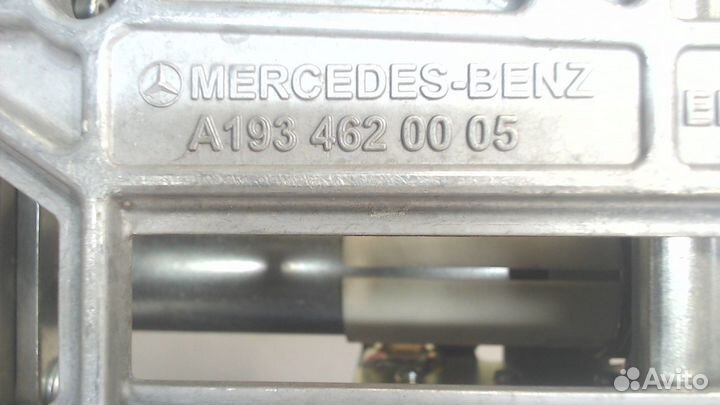 MERCEDES-BENZ
A193 462 00 05
Avito